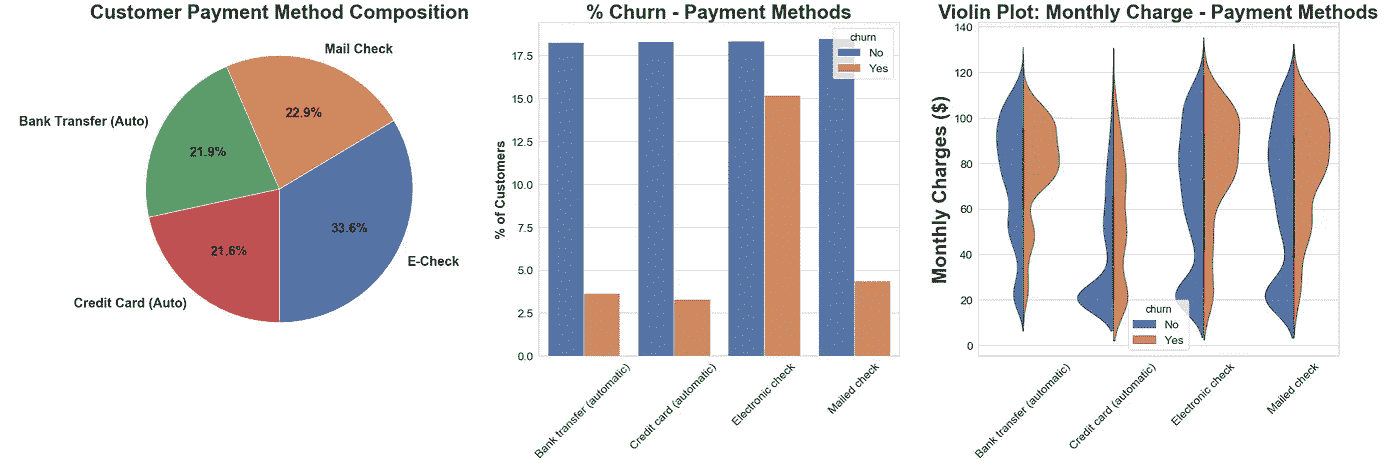 Customer Payment Method Composition
Mail Check
22.9%
Bank Transfer (Auto)
21.9%
33.6%
E-Check
21.6%
Credit Card (Auto)
% Churn - Payment Methods
% of Customers
17.5
15.0
12.5
10.0
7.5
5.0
2.5
0.0
churn
No
Yes
Bank transfer (automatic)
Credit card (automatic)
Electronic check
Mailed check
Violin Plot: Monthly Charge - Payment Methods
Monthly Charges ($)
140
120
100
80
60
40
20
0
churn
No
Yes
Bank transfer (automatic)
Credit card (automatic)
Electronic check
Mailed check